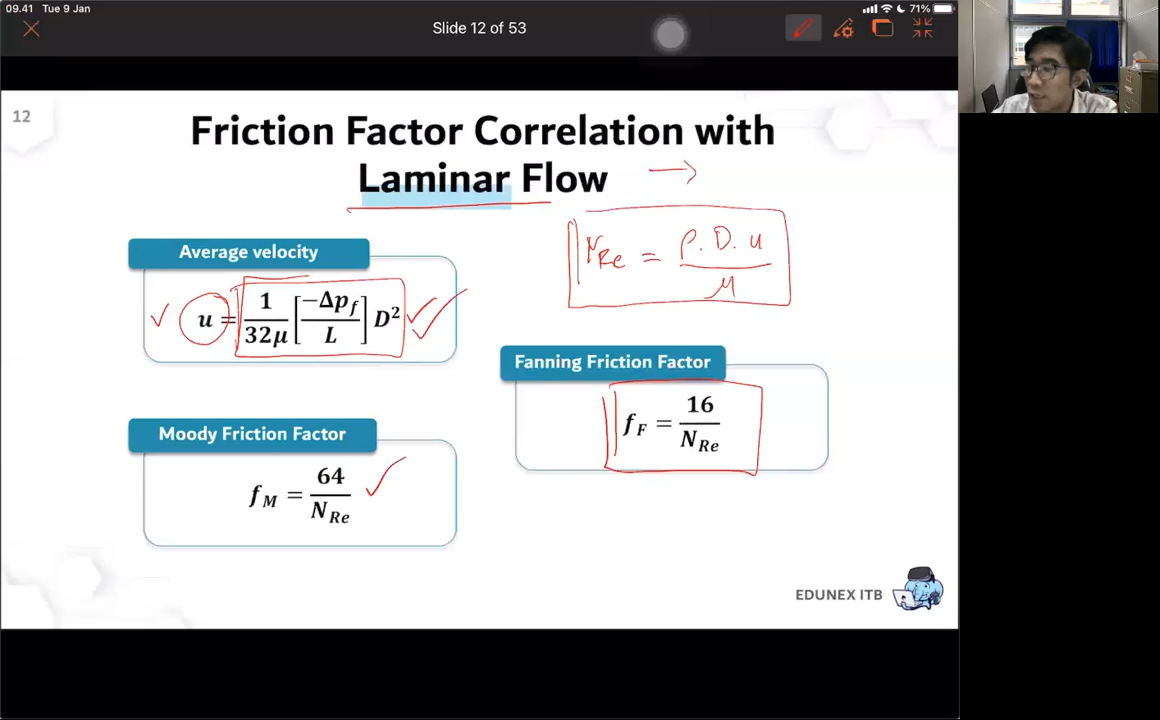 09.41 Tue 9 Jan
71%
Slide 12 of 53
12
Friction Factor Correlation with
Laminar Flow →
N_Re = ρ. D. u / μ
Average velocity
u = 1/32μ [−Δp_f / L] D²
Fanning Friction Factor
f_F = 16 / N_Re
Moody Friction Factor
f_M = 64 / N_Re
EDUNEX ITB